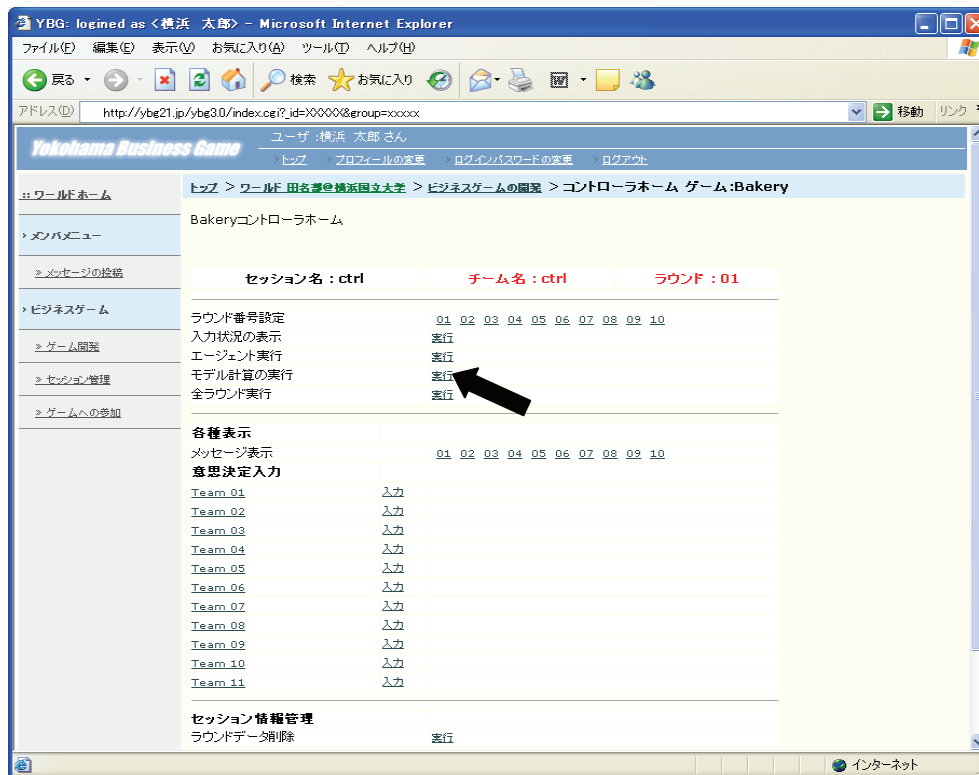 YBG: logined as <横浜 太郎> - Microsoft Internet Explorer
ファイル(F) 編集(E) 表示(V) お気に入り(A) ツール(T) ヘルプ(H)
戻る 検索 お気に入り
アドレス(D) http://ybg21.jp/ybg3.0/index.cgi?_id=XXXXX&group=xxxxx 移動 リンク
Yokohama Business Game
ユーザ :横浜 太郎 さん
トップ プロフィールの変更 ログインパスワードの変更 ログアウト
:: ワールドホーム
› メンバメニュー
» メッセージの投稿
› ビジネスゲーム
» ゲーム開発
» セッション管理
» ゲームへの参加
トップ > ワールド 田名部@横浜国立大学 > ビジネスゲームの開発 > コントローラホーム ゲーム:Bakery
Bakeryコントローラホーム
セッション名：ctrl チーム名：ctrl ラウンド：01
ラウンド番号設定 01 02 03 04 05 06 07 08 09 10
入力状況の表示 実行
エージェント実行 実行
モデル計算の実行 実行
全ラウンド実行 実行
各種表示
メッセージ表示 01 02 03 04 05 06 07 08 09 10
意思決定入力
Team 01 入力
Team 02 入力
Team 03 入力
Team 04 入力
Team 05 入力
Team 06 入力
Team 07 入力
Team 08 入力
Team 09 入力
Team 10 入力
Team 11 入力
セッション情報管理
ラウンドデータ削除 実行
インターネット